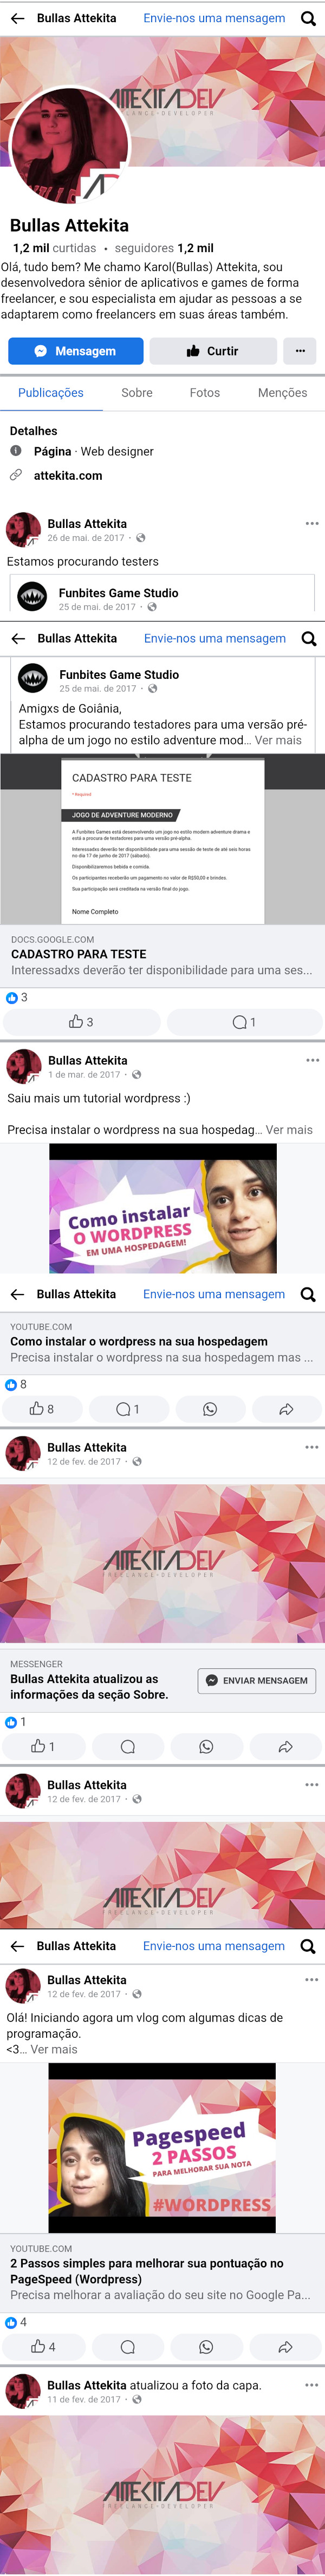 Bullas Attekita Envie-nos uma mensagem
ATTEKITADEV
FREELANCE-DEVELOPER
Bullas Attekita
1,2 mil curtidas • seguidores 1,2 mil
Olá, tudo bem? Me chamo Karol(Bullas) Attekita, sou
desenvolvedora sênior de aplicativos e games de forma
freelancer, e sou especialista em ajudar as pessoas a se
adaptarem como freelancers em suas áreas também.
Mensagem Curtir ...
Publicações Sobre Fotos Menções
Detalhes
Página · Web designer
attekita.com
Bullas Attekita
26 de mai. de 2017 ·
Estamos procurando testers
Funbites Game Studio
25 de mai. de 2017 ·
Bullas Attekita Envie-nos uma mensagem
Funbites Game Studio
25 de mai. de 2017 ·
Amigxs de Goiânia,
Estamos procurando testadores para uma versão pré-
alpha de um jogo no estilo adventure mod... Ver mais
CADASTRO PARA TESTE
* Required
JOGO DE ADVENTURE MODERNO
A Funbites Games está desenvolvendo um jogo no estilo modern adventure drama e
está a procura de testadores para uma versão pré-alpha.
Interessados deverão ter disponibilidade para uma sessão de teste de até seis horas
no dia 17 de junho de 2017 (sábado).
Disponibilizaremos bebida e comida.
Os participantes receberão um pagamento no valor de R$50,00 e brindes.
Sua participação será creditada na versão final do jogo.
Nome Completo
DOCS.GOOGLE.COM
CADASTRO PARA TESTE
Interessadxs deverão ter disponibilidade para uma ses...
3
3 1
Bullas Attekita
1 de mar. de 2017 ·
Saiu mais um tutorial wordpress :)
Precisa instalar o wordpress na sua hospedag... Ver mais
Como instalar
O WORDPRESS
EM UMA HOSPEDAGEM!
Bullas Attekita Envie-nos uma mensagem
YOUTUBE.COM
Como instalar o wordpress na sua hospedagem
Precisa instalar o wordpress na sua hospedagem mas ...
8
8 1
Bullas Attekita
12 de fev. de 2017 ·
ATTEKITADEV
FREELANCE-DEVELOPER
MESSENGER
Bullas Attekita atualizou as
informações da seção Sobre.
ENVIAR MENSAGEM
1
1
Bullas Attekita
12 de fev. de 2017 ·
ATTEKITADEV
FREELANCE-DEVELOPER
Bullas Attekita Envie-nos uma mensagem
Bullas Attekita
12 de fev. de 2017 ·
Olá! Iniciando agora um vlog com algumas dicas de
programação.
<3... Ver mais
Pagespeed
2 PASSOS
PARA MELHORAR SUA NOTA
#WORDPRESS
YOUTUBE.COM
2 Passos simples para melhorar sua pontuação no
PageSpeed (Wordpress)
Precisa melhorar a avaliação do seu site no Google Pa...
4
4
Bullas Attekita atualizou a foto da capa.
11 de fev. de 2017 ·
ATTEKITADEV
FREELANCE-DEVELOPER